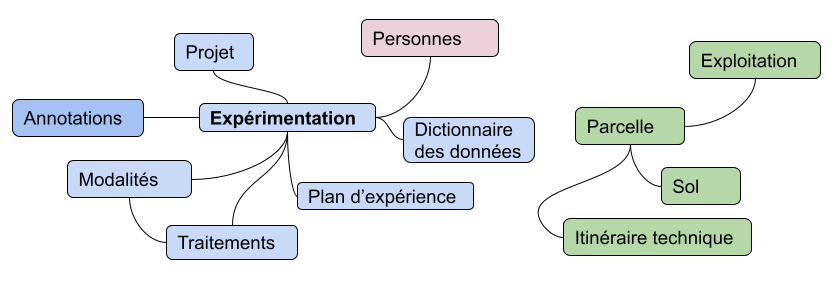 Projet
Personnes
Exploitation
Annotations
Expérimentation
Dictionnaire
des données
Parcelle
Modalités
Plan d’expérience
Sol
Traitements
Itinéraire technique